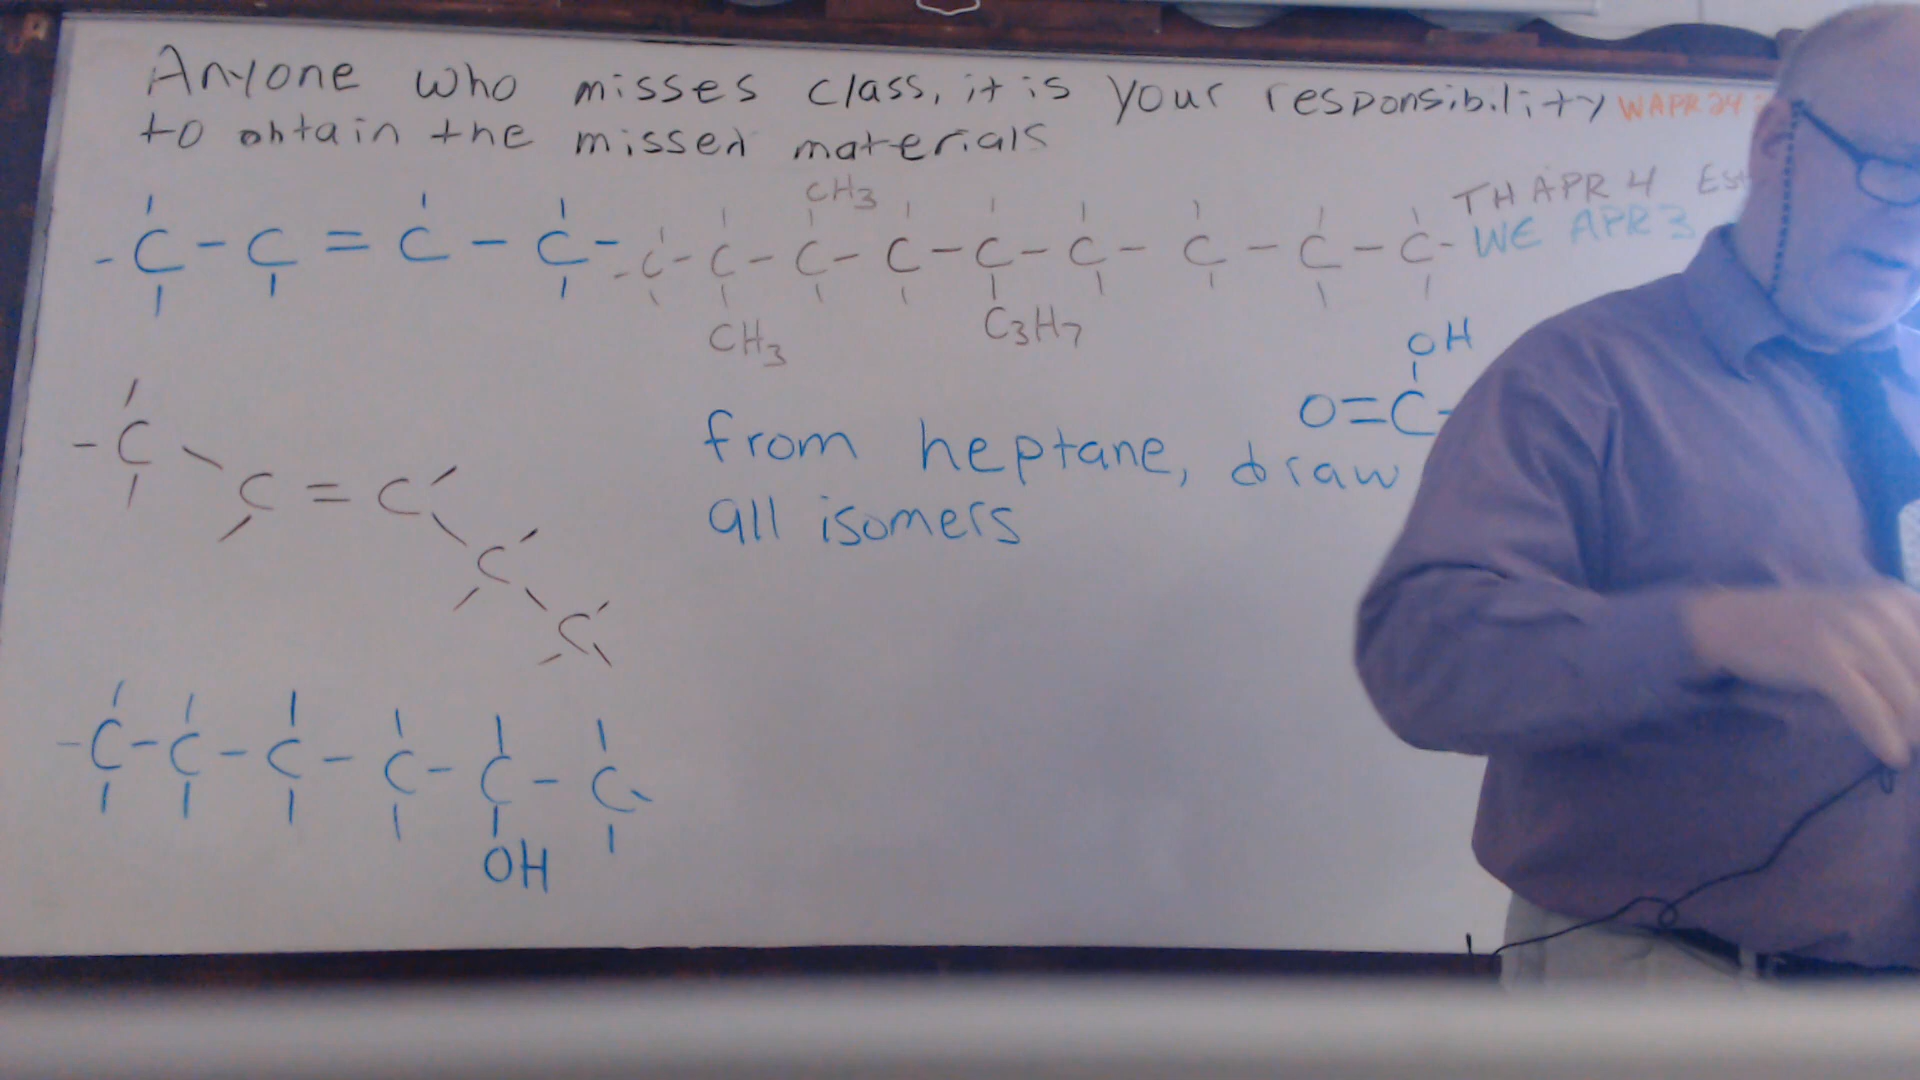 Anyone who misses class, it is your responsibility
to obtain the missed materials
W APR 24
TH APR 4
WE APR 3
CH3
- C - C = C - C -
- C - C - C - C - C - C - C - C - C -
CH3 C3H7
OH
O=C-
- C - C = C - C - C
from heptane, draw
all isomers
- C - C - C - C - C - C -
OH